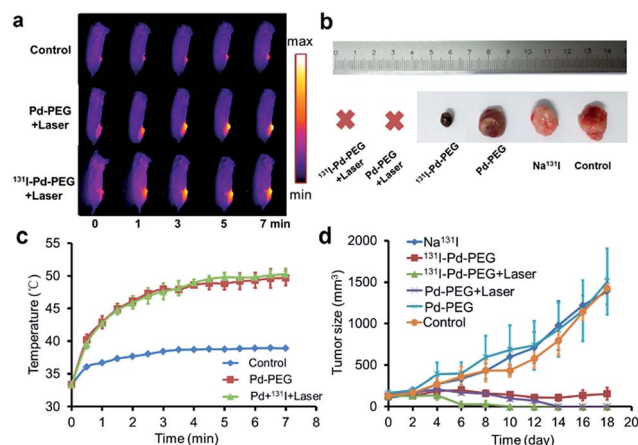 a
Control
Pd-PEG
+Laser
¹³¹I-Pd-PEG
+Laser
0 1 3 5 7 min
max
min
b
0 1 2 3 4 5 6 7 8 9 10 11 12 13 14
¹³¹I-Pd-PEG
+Laser
Pd-PEG
+Laser
¹³¹I-Pd-PEG
Pd-PEG
Na¹³¹I
Control
c
Temperature (℃)
55
50
45
40
35
30
25
0 1 2 3 4 5 6 7 8
Time (min)
Control
Pd-PEG
Pd+¹³¹I+Laser
d
Tumor size (mm³)
2000
1500
1000
500
0
0 2 4 6 8 10 12 14 16 18 20
Time (day)
Na¹³¹I
¹³¹I-Pd-PEG
¹³¹I-Pd-PEG+Laser
Pd-PEG+Laser
Pd-PEG
Control